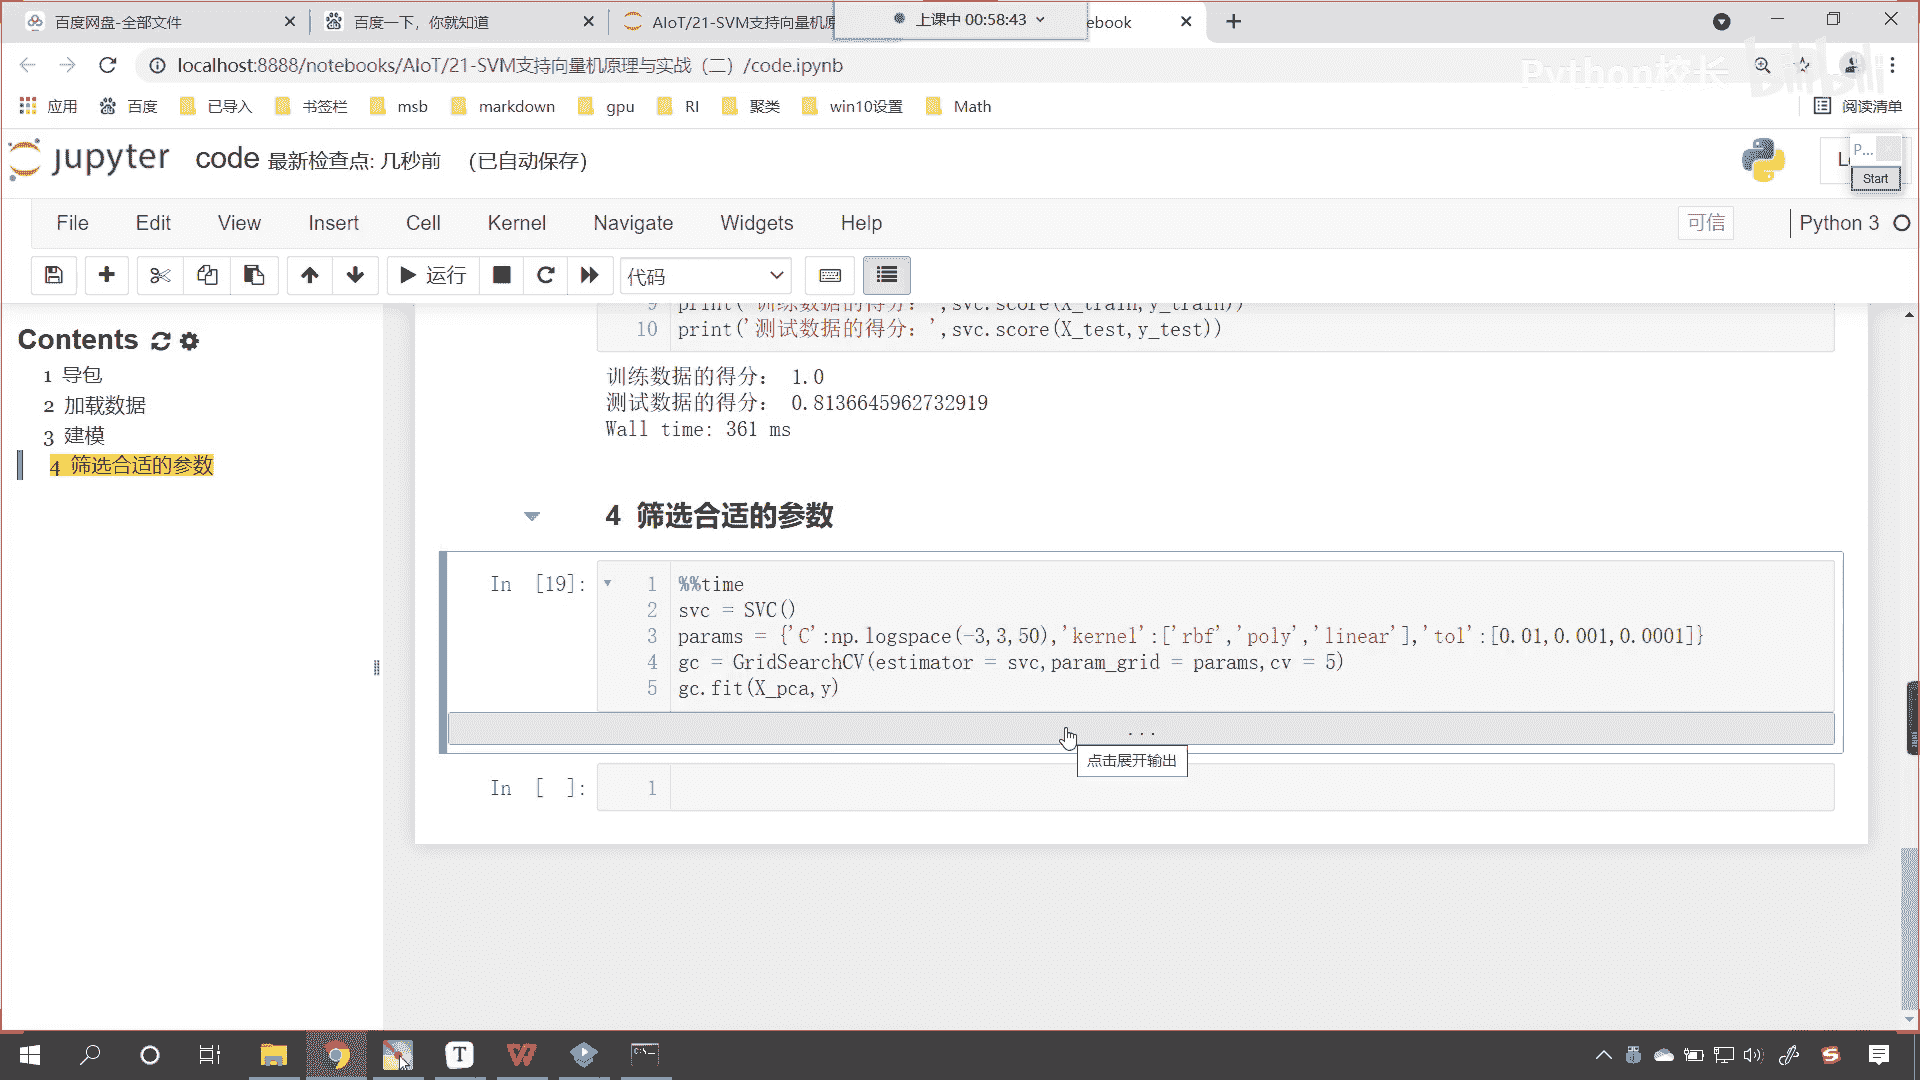 百度网盘-全部文件
百度一下，你就知道
AIoT/21-SVM支持向量机原
上课中 00:58:43
ebook
localhost:8888/notebooks/AIoT/21-SVM支持向量机原理与实战（二）/code.ipynb
Python校长
bilibili
应用
百度
已导入
书签栏
msb
markdown
gpu
RI
聚类
win10设置
Math
阅读清单
jupyter
code 最新检查点: 几秒前 (已自动保存)
P...
Start
File
Edit
View
Insert
Cell
Kernel
Navigate
Widgets
Help
可信
Python 3
运行
代码
Contents
1 导包
2 加载数据
3 建模
4 筛选合适的参数
9 print('训练数据的得分：',svc.score(X_train,y_train))
10 print('测试数据的得分：',svc.score(X_test,y_test))
训练数据的得分： 1.0
测试数据的得分： 0.8136645962732919
Wall time: 361 ms
4 筛选合适的参数
In [19]:
1 %%time
2 svc = SVC()
3 params = {'C':np.logspace(-3,3,50),'kernel':['rbf','poly','linear'],'tol':[0.01,0.001,0.0001]}
4 gc = GridSearchCV(estimator = svc,param_grid = params,cv = 5)
5 gc.fit(X_pca,y)
...
点击展开输出
In [ ]:
1